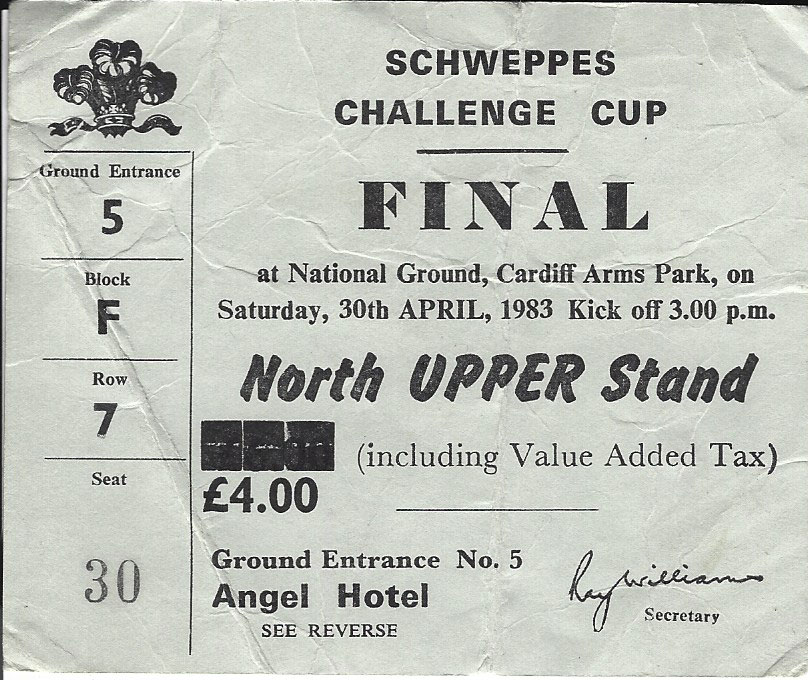 SCHWEPPES
CHALLENGE CUP
FINAL
at National Ground, Cardiff Arms Park, on
Saturday, 30th APRIL, 1983 Kick off 3.00 p.m.
North UPPER Stand
(including Value Added Tax)
£4.00
Ground Entrance No. 5
Angel Hotel
SEE REVERSE
Ray Williams
Secretary
Ground Entrance
5
Block
F
Row
7
Seat
30